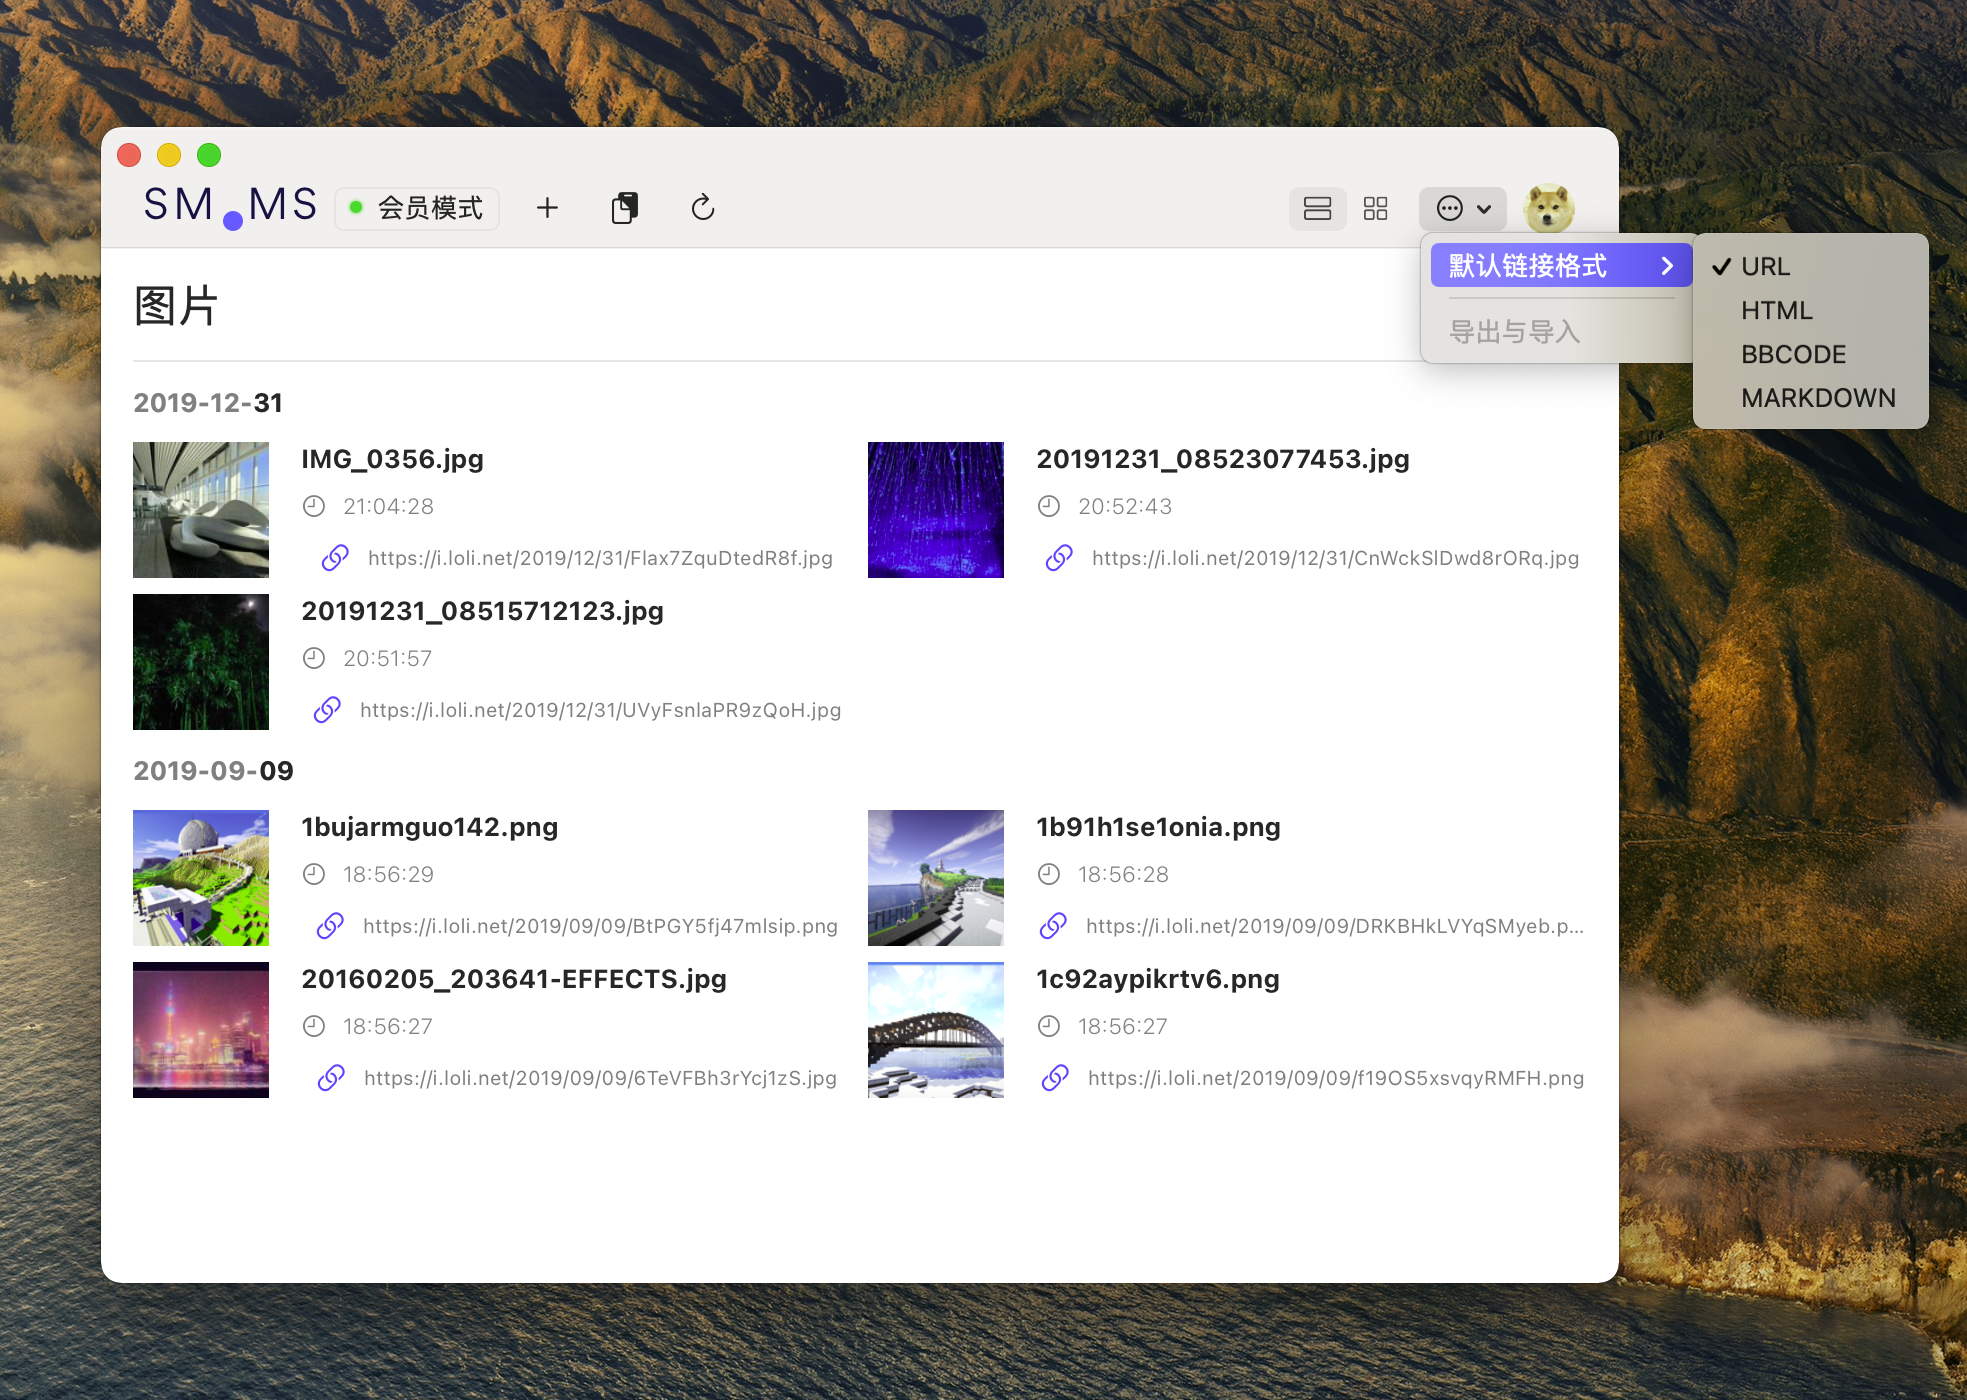 SM.MS
会员模式
默认链接格式
导出与导入
URL
HTML
BBCODE
MARKDOWN
图片
2019-12-31
IMG_0356.jpg
21:04:28
https://i.loli.net/2019/12/31/Flax7ZquDtedR8f.jpg
20191231_08523077453.jpg
20:52:43
https://i.loli.net/2019/12/31/CnWckSlDwd8rORq.jpg
20191231_08515712123.jpg
20:51:57
https://i.loli.net/2019/12/31/UVyFsnlaPR9zQoH.jpg
2019-09-09
1bujarmguo142.png
18:56:29
https://i.loli.net/2019/09/09/BtPGY5fj47mlsip.png
1b91h1se1onia.png
18:56:28
https://i.loli.net/2019/09/09/DRKBHkLVYqSMyeb.p...
20160205_203641-EFFECTS.jpg
18:56:27
https://i.loli.net/2019/09/09/6TeVFBh3rYcj1zS.jpg
1c92aypikrtv6.png
18:56:27
https://i.loli.net/2019/09/09/f19OS5xsvqyRMFH.png